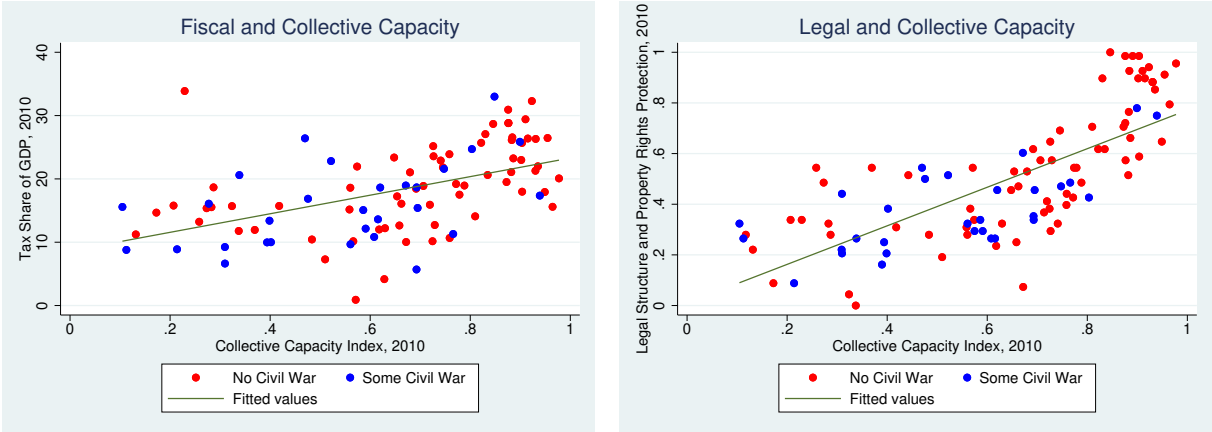 Fiscal and Collective Capacity
Tax Share of GDP, 2010
40
30
20
10
0
0 .2 .4 .6 .8 1
Collective Capacity Index, 2010
No Civil War Some Civil War
Fitted values
Legal and Collective Capacity
Legal Structure and Property Rights Protection, 2010
1
.8
.6
.4
.2
0
0 .2 .4 .6 .8 1
Collective Capacity Index, 2010
No Civil War Some Civil War
Fitted values